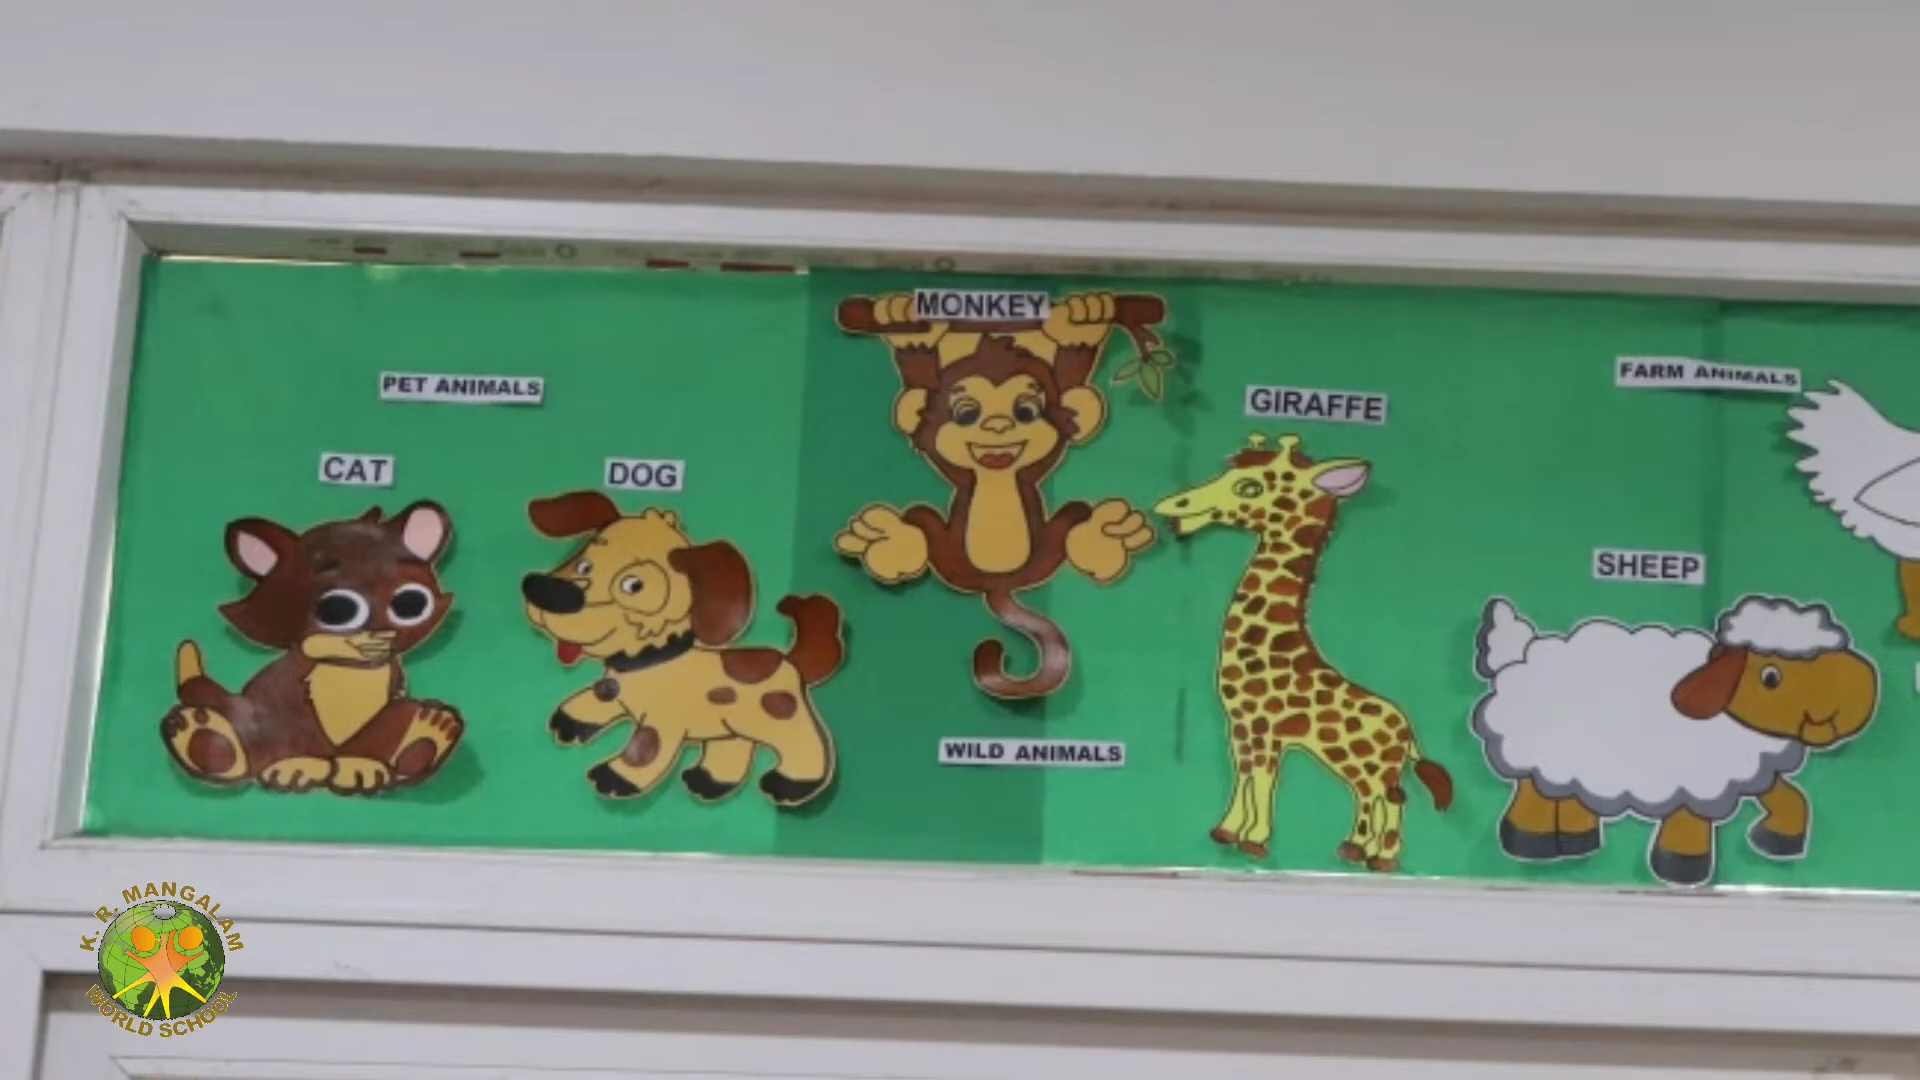 MONKEY
PET ANIMALS
GIRAFFE
FARM ANIMALS
CAT
DOG
SHEEP
WILD ANIMALS
K. R. MANGALAM
WORLD SCHOOL